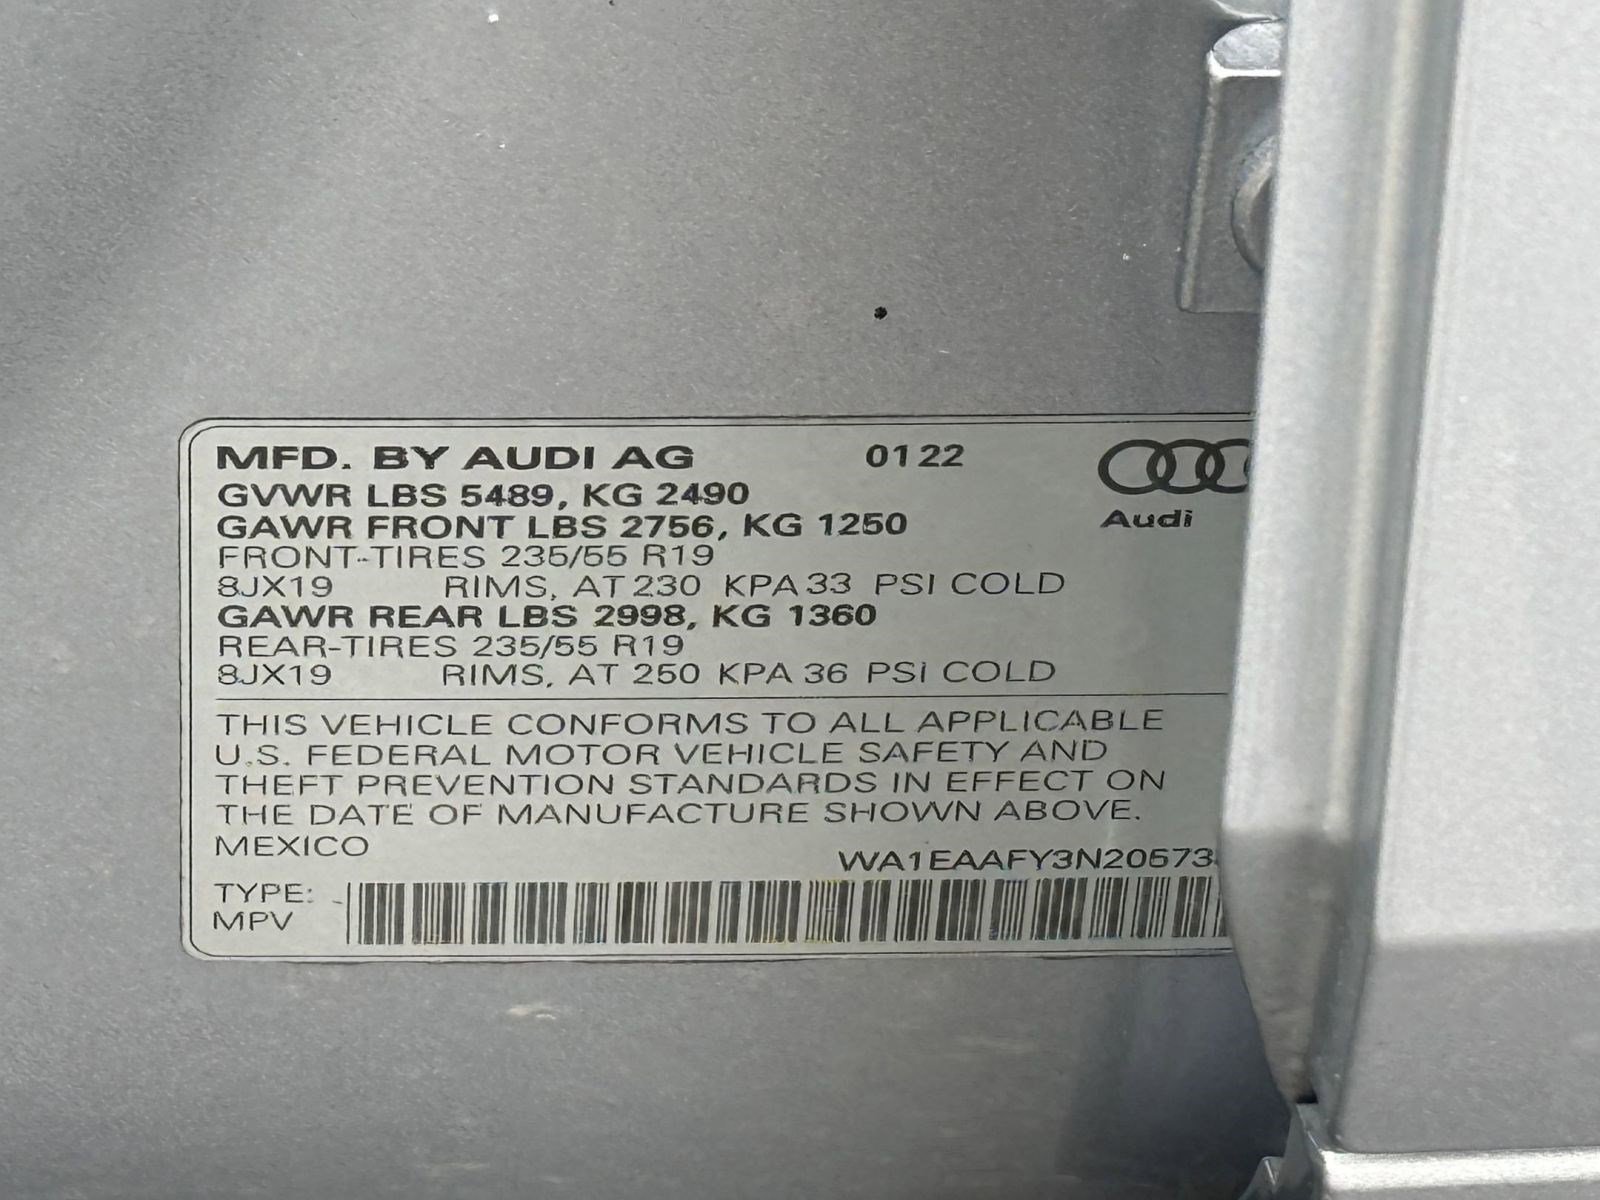 MFD. BY AUDI AG 0122
GVWR LBS 5489, KG 2490
GAWR FRONT LBS 2756, KG 1250
Audi
FRONT-TIRES 235/55 R19
8JX19 RIMS, AT 230 KPA 33 PSI COLD
GAWR REAR LBS 2998, KG 1360
REAR-TIRES 235/55 R19
8JX19 RIMS, AT 250 KPA 36 PSI COLD
THIS VEHICLE CONFORMS TO ALL APPLICABLE
U.S. FEDERAL MOTOR VEHICLE SAFETY AND
THEFT PREVENTION STANDARDS IN EFFECT ON
THE DATE OF MANUFACTURE SHOWN ABOVE.
MEXICO
WA1EAAFY3N20573
TYPE:
MPV